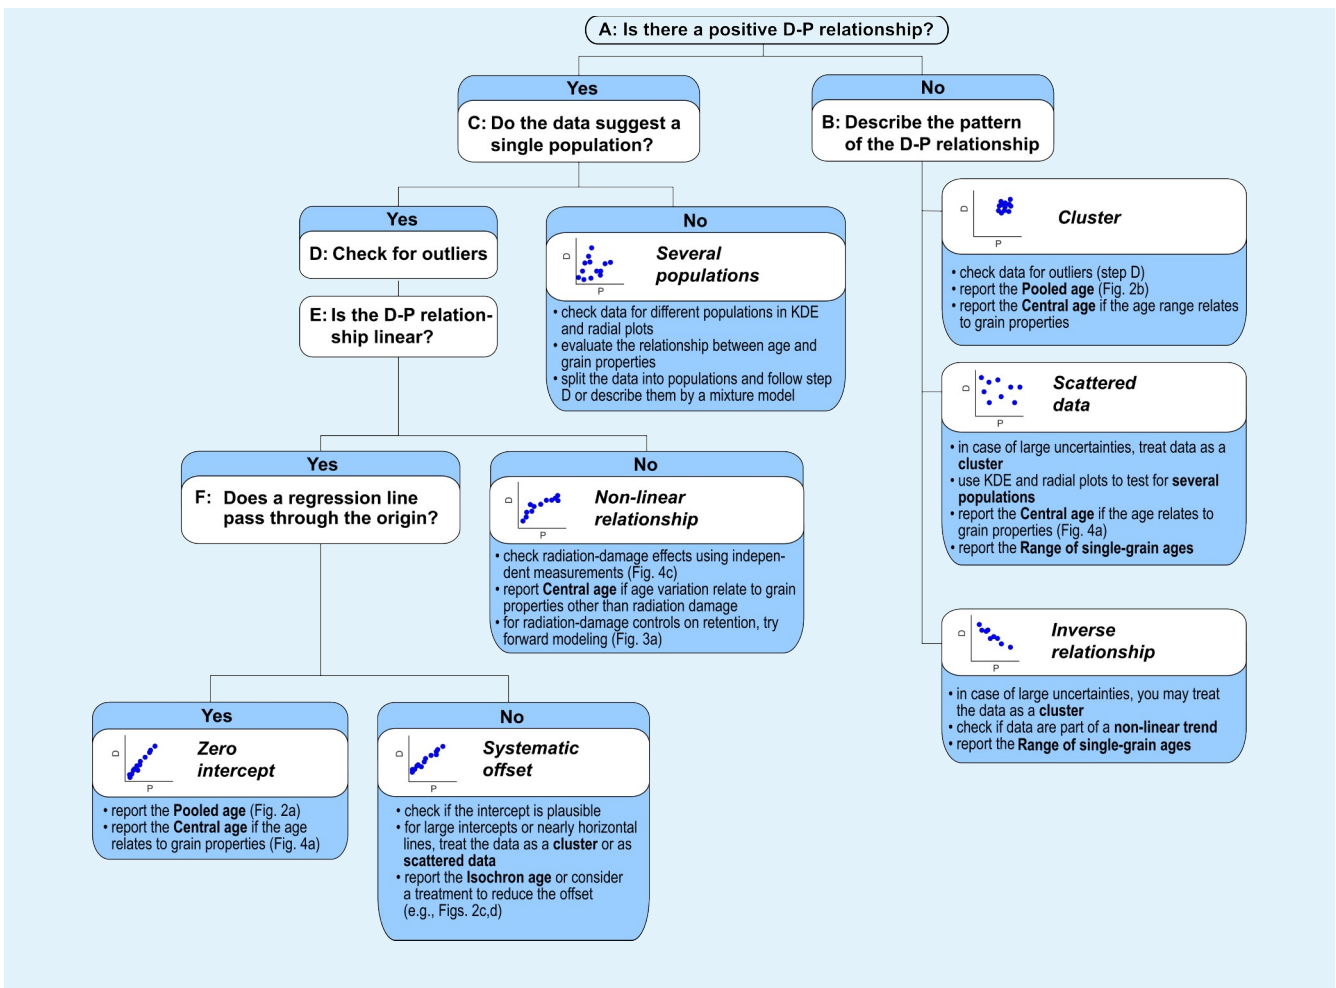 A: Is there a positive D-P relationship?
Yes
C: Do the data suggest a
single population?
No
B: Describe the pattern
of the D-P relationship
Yes
D: Check for outliers
E: Is the D-P relation-
ship linear?
No
D
P
Several
populations
• check data for different populations in KDE
and radial plots
• evaluate the relationship between age and
grain properties
• split the data into populations and follow step
D or describe them by a mixture model
D
P
Cluster
• check data for outliers (step D)
• report the Pooled age (Fig. 2b)
• report the Central age if the age range relates
to grain properties
D
P
Scattered
data
• in case of large uncertainties, treat data as a
cluster
• use KDE and radial plots to test for several
populations
• report the Central age if the age relates to
grain properties (Fig. 4a)
• report the Range of single-grain ages
D
P
Inverse
relationship
• in case of large uncertainties, you may treat
the data as a cluster
• check if data are part of a non-linear trend
• report the Range of single-grain ages
Yes
F: Does a regression line
pass through the origin?
No
D
P
Non-linear
relationship
• check radiation-damage effects using indepen-
dent measurements (Fig. 4c)
• report Central age if age variation relate to grain
properties other than radiation damage
• for radiation-damage controls on retention, try
forward modeling (Fig. 3a)
Yes
D
P
Zero
intercept
• report the Pooled age (Fig. 2a)
• report the Central age if the age
relates to grain properties (Fig. 4a)
No
D
P
Systematic
offset
• check if the intercept is plausible
• for large intercepts or nearly horizontal
lines, treat the data as a cluster or as
scattered data
• report the Isochron age or consider
a treatment to reduce the offset
(e.g., Figs. 2c,d)